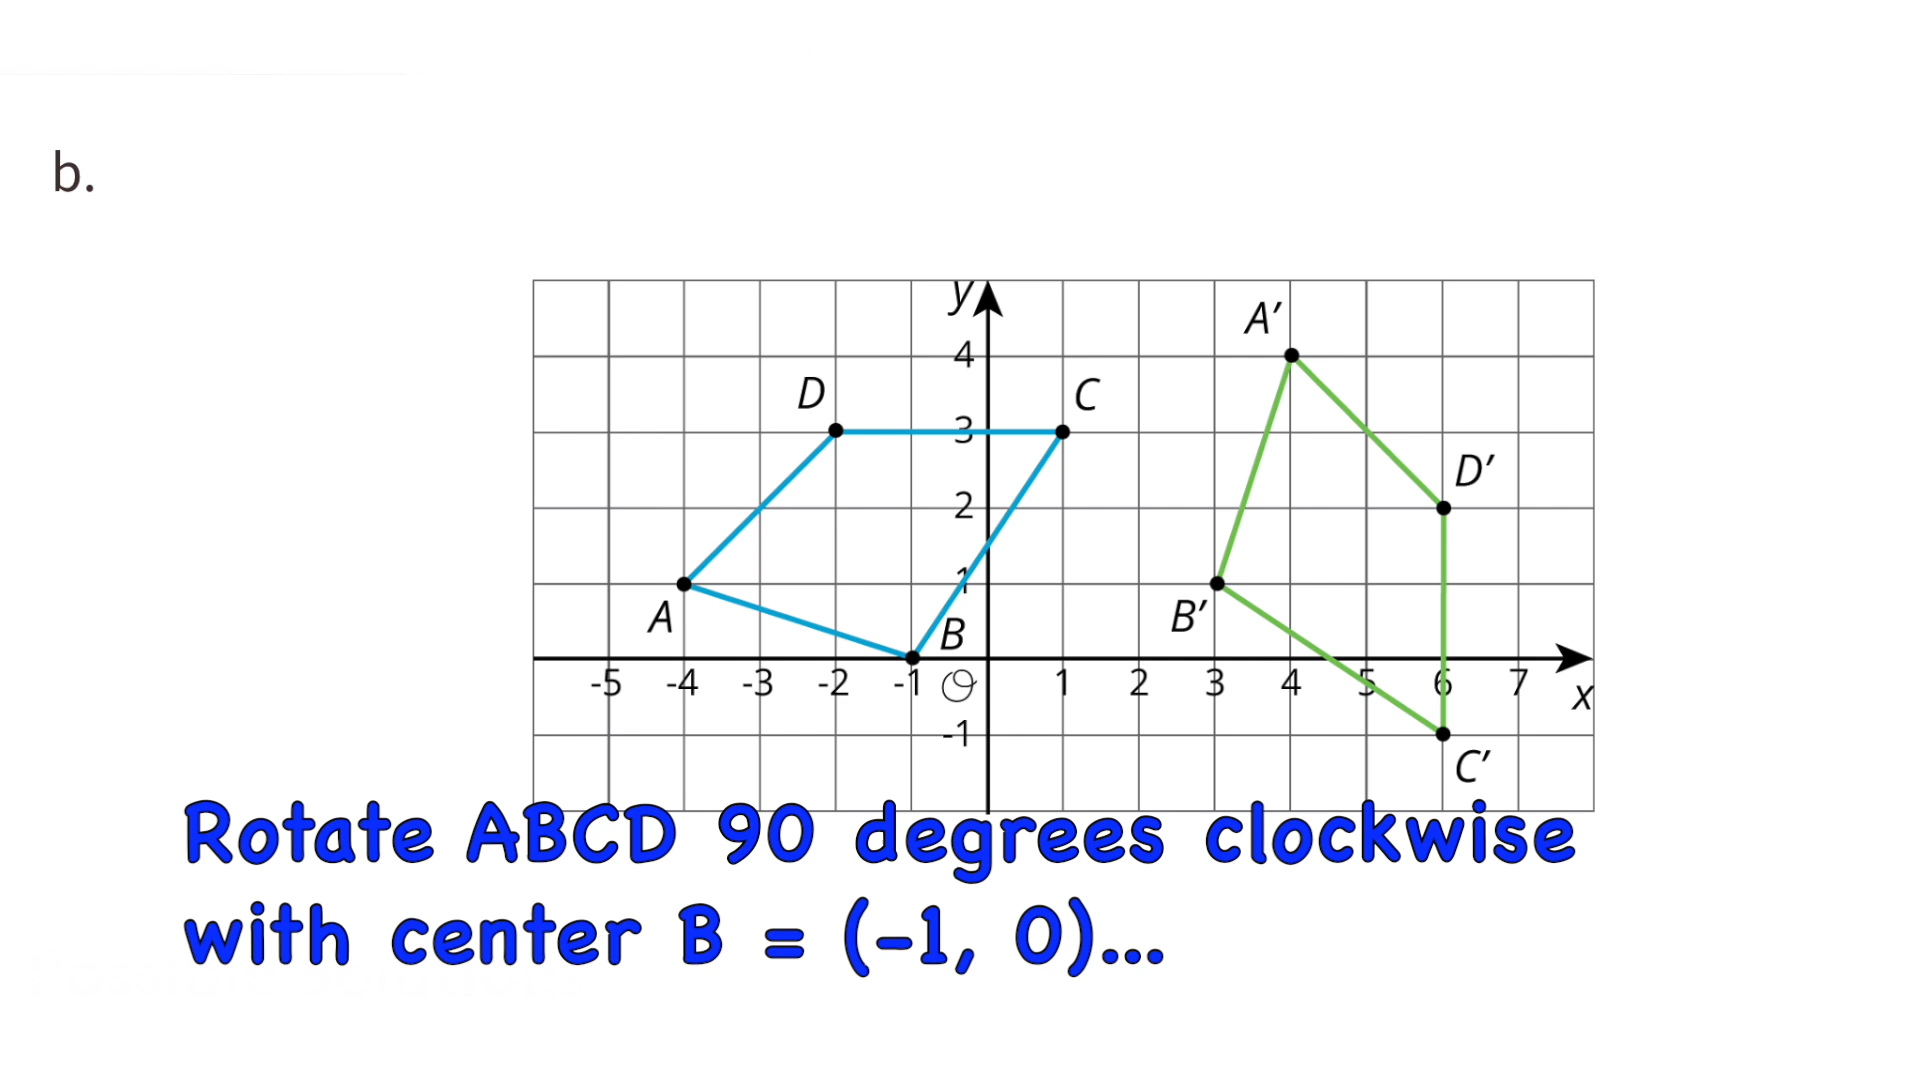 b.
y
A′
4
D
C
3
D′
2
1
A
B
B′
-5 -4 -3 -2 -1 O 1 2 3 4 5 6 7
x
-1
C′
Rotate ABCD 90 degrees clockwise
with center B = (-1, 0)...